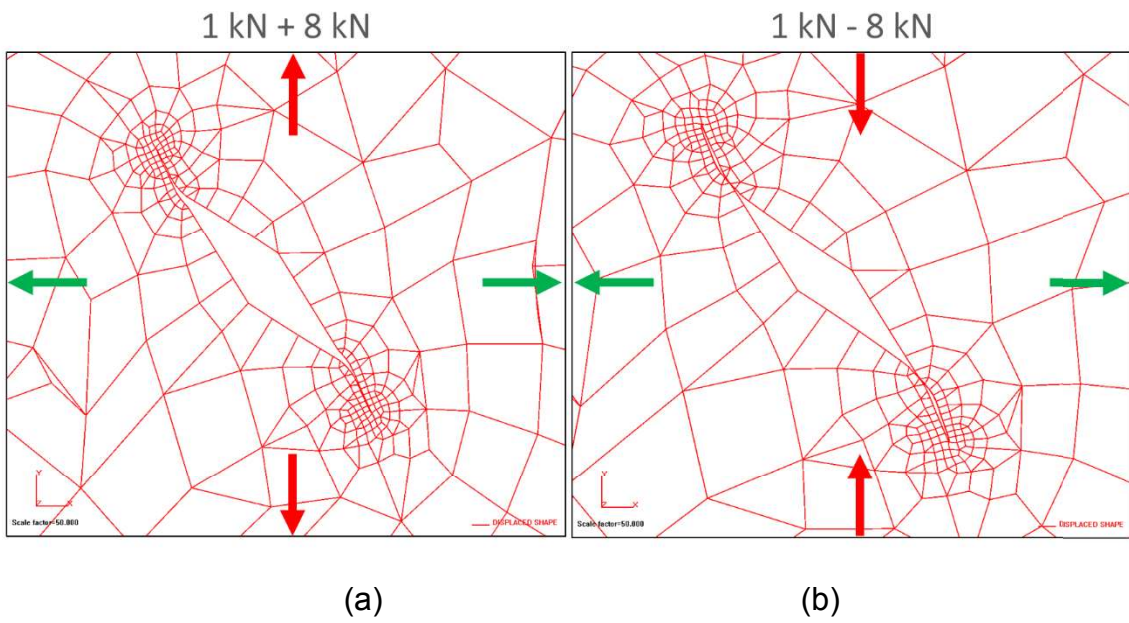 1 kN + 8 kN
1 kN - 8 kN
Y
Z
X
Scale factor=50.000
DISPLACED SHAPE
Y
Z
X
Scale factor=50.000
DISPLACED SHAPE
(a)
(b)